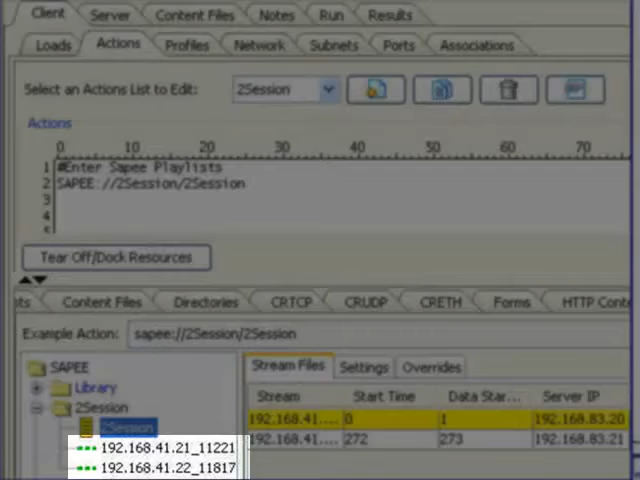 Client Server Content Files Notes Run Results
Loads Actions Profiles Network Subnets Ports Associations
Select an Actions List to Edit: 2Session
Actions
0 10 20 30 40 50 60 70
1 #Enter Sapee Playlists
2 SAPEE://2Session/2Session
3
4
5
Tear Off/Dock Resources
ts Content Files Directories CRTCP CRUDP CRETH Forms HTTP Conte
Example Action: sapee://2Session/2Session
SAPEE
Library
2Session
2Session
192.168.41.21_11221
192.168.41.22_11817
Stream Files Settings Overrides
Stream Start Time Data Star... Server IP
192.168.41.... 0 1 192.168.83.20
192.168.41.... 272 273 192.168.83.21